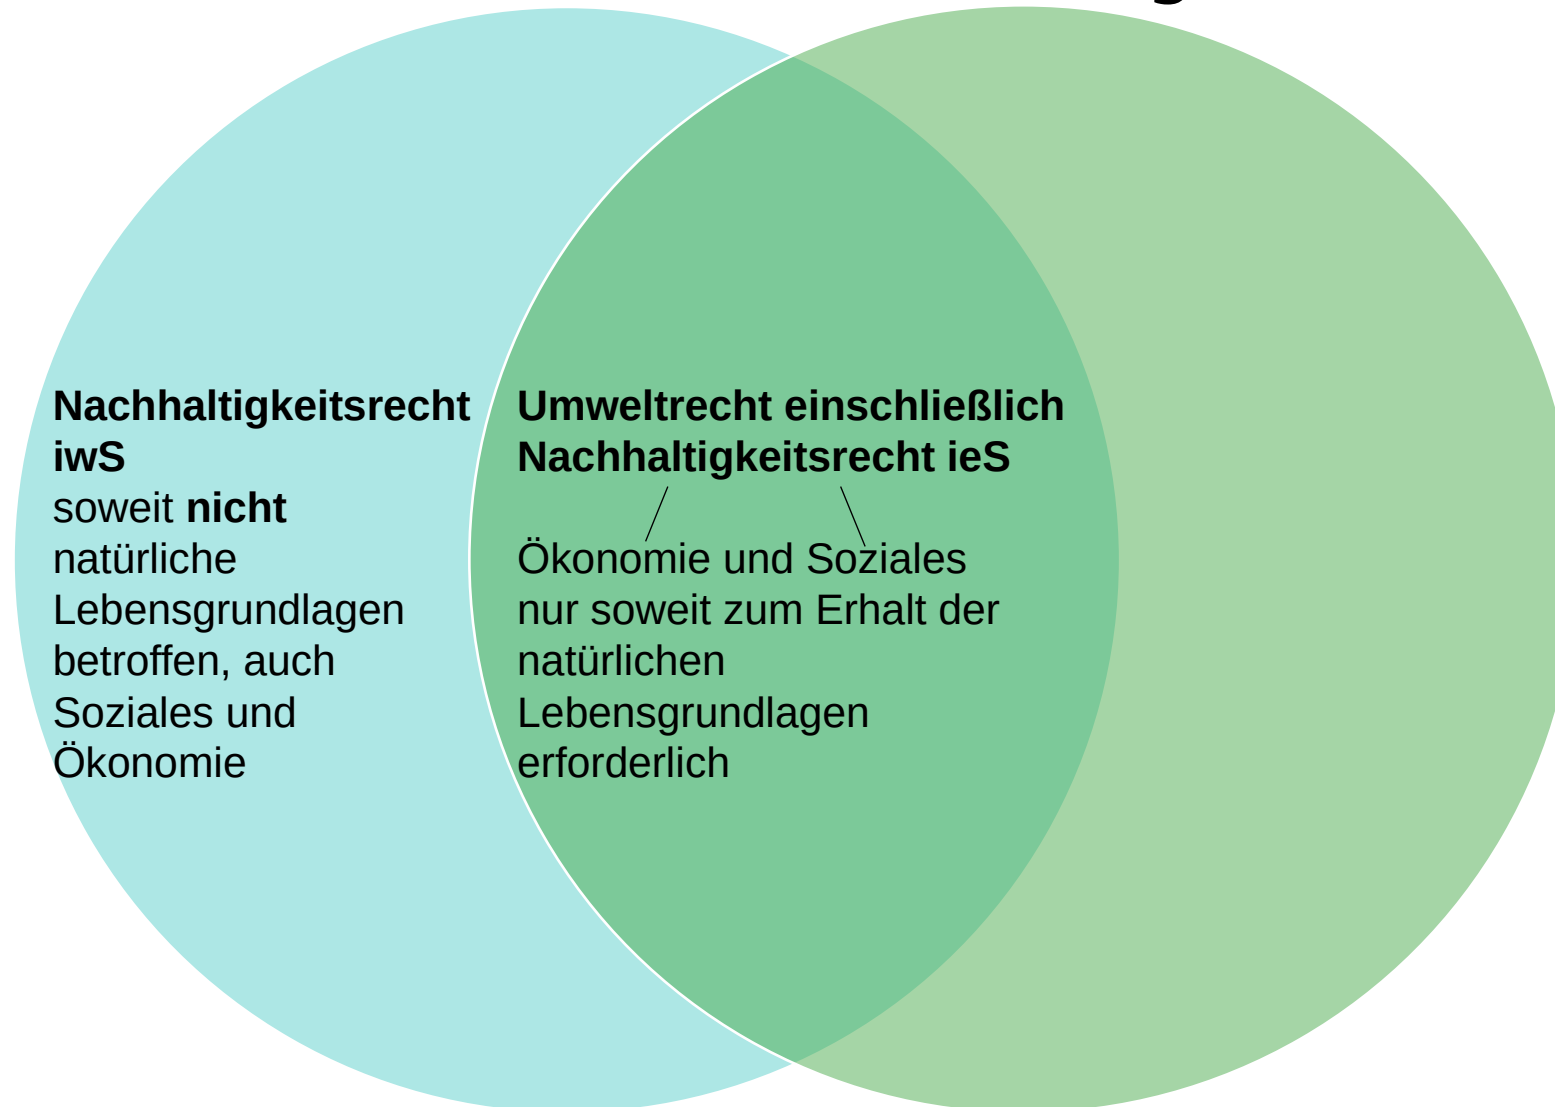 Nachhaltigkeitsrecht
iwS
soweit nicht
natürliche
Lebensgrundlagen
betroffen, auch
Soziales und
Ökonomie
Umweltrecht einschließlich
Nachhaltigkeitsrecht ieS
Ökonomie und Soziales
nur soweit zum Erhalt der
natürlichen
Lebensgrundlagen
erforderlich